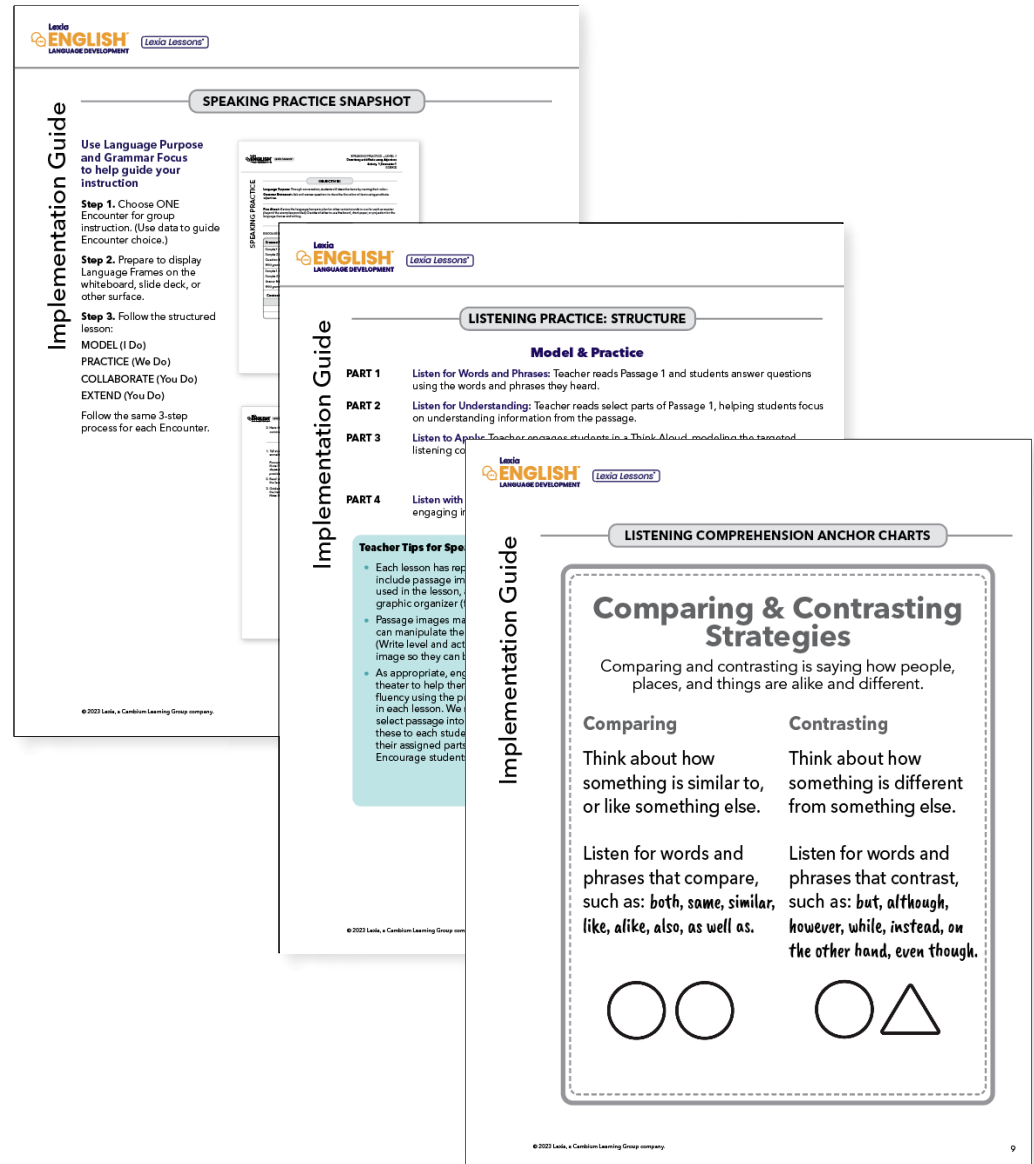 Lexia
ENGLISH
LANGUAGE DEVELOPMENT
Lexia Lessons®
SPEAKING PRACTICE SNAPSHOT
Implementation Guide
Use Language Purpose
and Grammar Focus
to help guide your
instruction
Step 1. Choose ONE
Encounter for group
instruction. (Use data to guide
Encounter choice.)
Step 2. Prepare to display
Language Frames on the
whiteboard, slide deck, or
other surface.
Step 3. Follow the structured
lesson:
MODEL (I Do)
PRACTICE (We Do)
COLLABORATE (You Do)
EXTEND (You Do)
Follow the same 3-step
process for each Encounter.
© 2023 Lexia, a Cambium Learning Group company.
ENGLISH
SPEAKING PRACTICE
Lexia
ENGLISH
LANGUAGE DEVELOPMENT
Lexia Lessons®
LISTENING PRACTICE: STRUCTURE
Implementation Guide
Model & Practice
PART 1 Listen for Words and Phrases: Teacher reads Passage 1 and students answer questions
using the words and phrases they heard.
PART 2 Listen for Understanding: Teacher reads select parts of Passage 1, helping students focus
on understanding information from the passage.
PART 3 Listen to Apply: Teacher engages students in a Think Aloud, modeling the targeted
listening co
PART 4 Listen with
engaging i
Teacher Tips for Spea
• Each lesson has rep
include passage im
used in the lesson,
graphic organizer
• Passage images ma
can manipulate the
(Write level and act
image so they can b
• As appropriate, eng
theater to help then
fluency using the p
in each lesson. We
select passage into
these to each stude
their assigned parts
Encourage students
© 2023 Lexia, a Cambium Learning Group com
Lexia
ENGLISH
LANGUAGE DEVELOPMENT
Lexia Lessons®
LISTENING COMPREHENSION ANCHOR CHARTS
Implementation Guide
Comparing & Contrasting
Strategies
Comparing and contrasting is saying how people,
places, and things are alike and different.
Comparing
Think about how
something is similar to,
or like something else.
Listen for words and
phrases that compare,
such as: both, same, similar,
like, alike, also, as well as.
Contrasting
Think about how
something is different
from something else.
Listen for words and
phrases that contrast,
such as: but, although,
however, while, instead, on
the other hand, even though.
© 2023 Lexia, a Cambium Learning Group company.
9